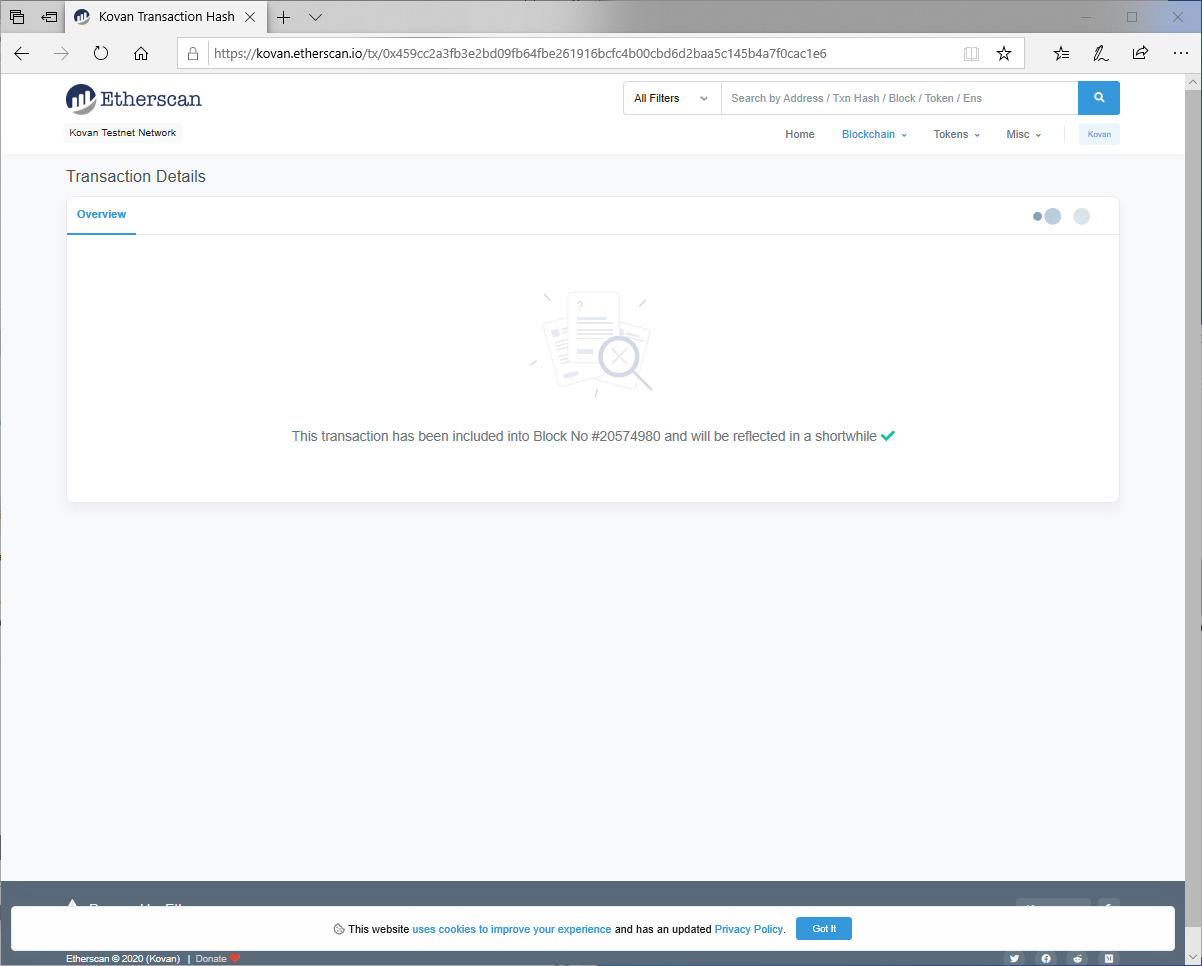 Kovan Transaction Hash
https://kovan.etherscan.io/tx/0x459cc2a3fb3e2bd09fb64fbe261916bcfc4b00cbd6d2baa5c145b4a7f0cac1e6
Etherscan
All Filters
Search by Address / Txn Hash / Block / Token / Ens
Kovan Testnet Network
Home Blockchain Tokens Misc Kovan
Transaction Details
Overview
?
This transaction has been included into Block No #20574980 and will be reflected in a shortwhile
This website uses cookies to improve your experience and has an updated Privacy Policy. Got It
Etherscan © 2020 (Kovan) | Donate